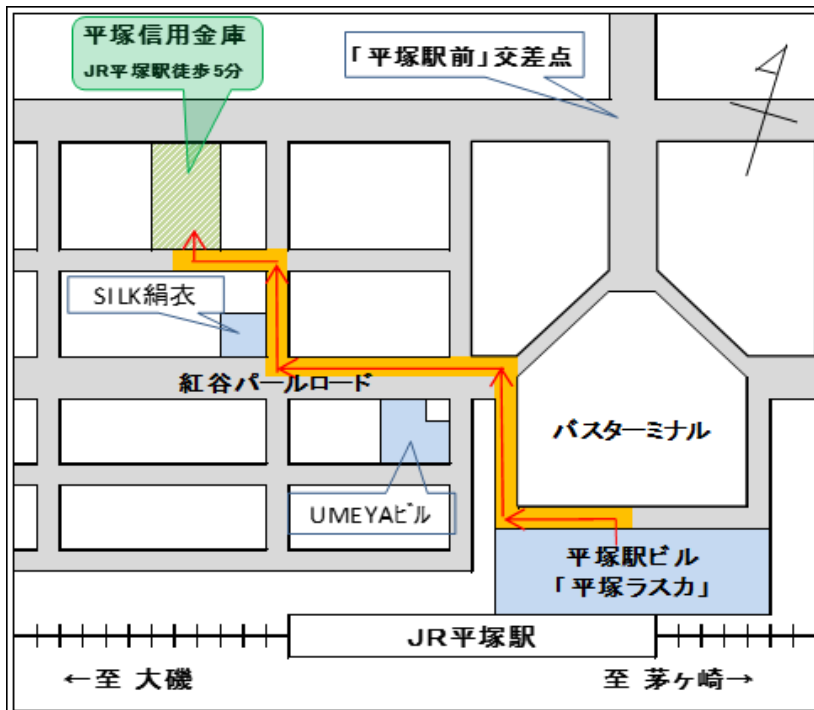 平塚信用金庫
JR平塚駅徒歩5分
「平塚駅前」交差点
SILK絹衣
紅谷パールロード
バスターミナル
UMEYAビル
平塚駅ビル
「平塚ラスカ」
JR平塚駅
←至 大磯
至 茅ヶ崎→